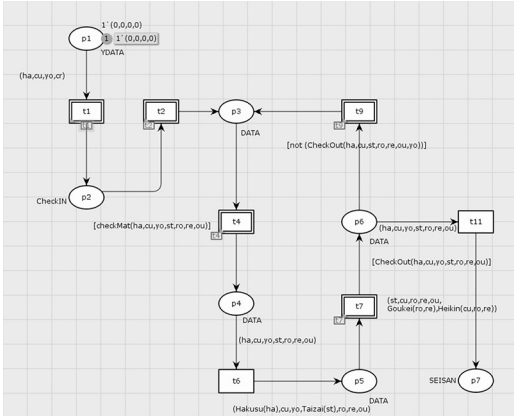 1`(0,0,0,0)
p1
1
1`(0,0,0,0)
YDATA
(ha,cu,yo,cr)
t1
t1
t2
t2
p3
DATA
t9
t9
[not (CheckOut(ha,cu,st,ro,re,ou,yo))]
CheckIN
p2
[checkMat(ha,cu,yo,st,ro,re,ou)]
t4
t4
p6
DATA
(ha,cu,yo,st,ro,re,ou)
t11
[CheckOut(ha,cu,yo,st,ro,re,ou)]
p4
DATA
t7
t7
(st,cu,ro,re,ou,
Goukei(ro,re),Heikin(cu,ro,re))
(ha,cu,yo,st,ro,re,ou)
t6
p5
DATA
SEISAN
p7
(Hakusu(ha),cu,yo,Taizai(st),ro,re,ou)